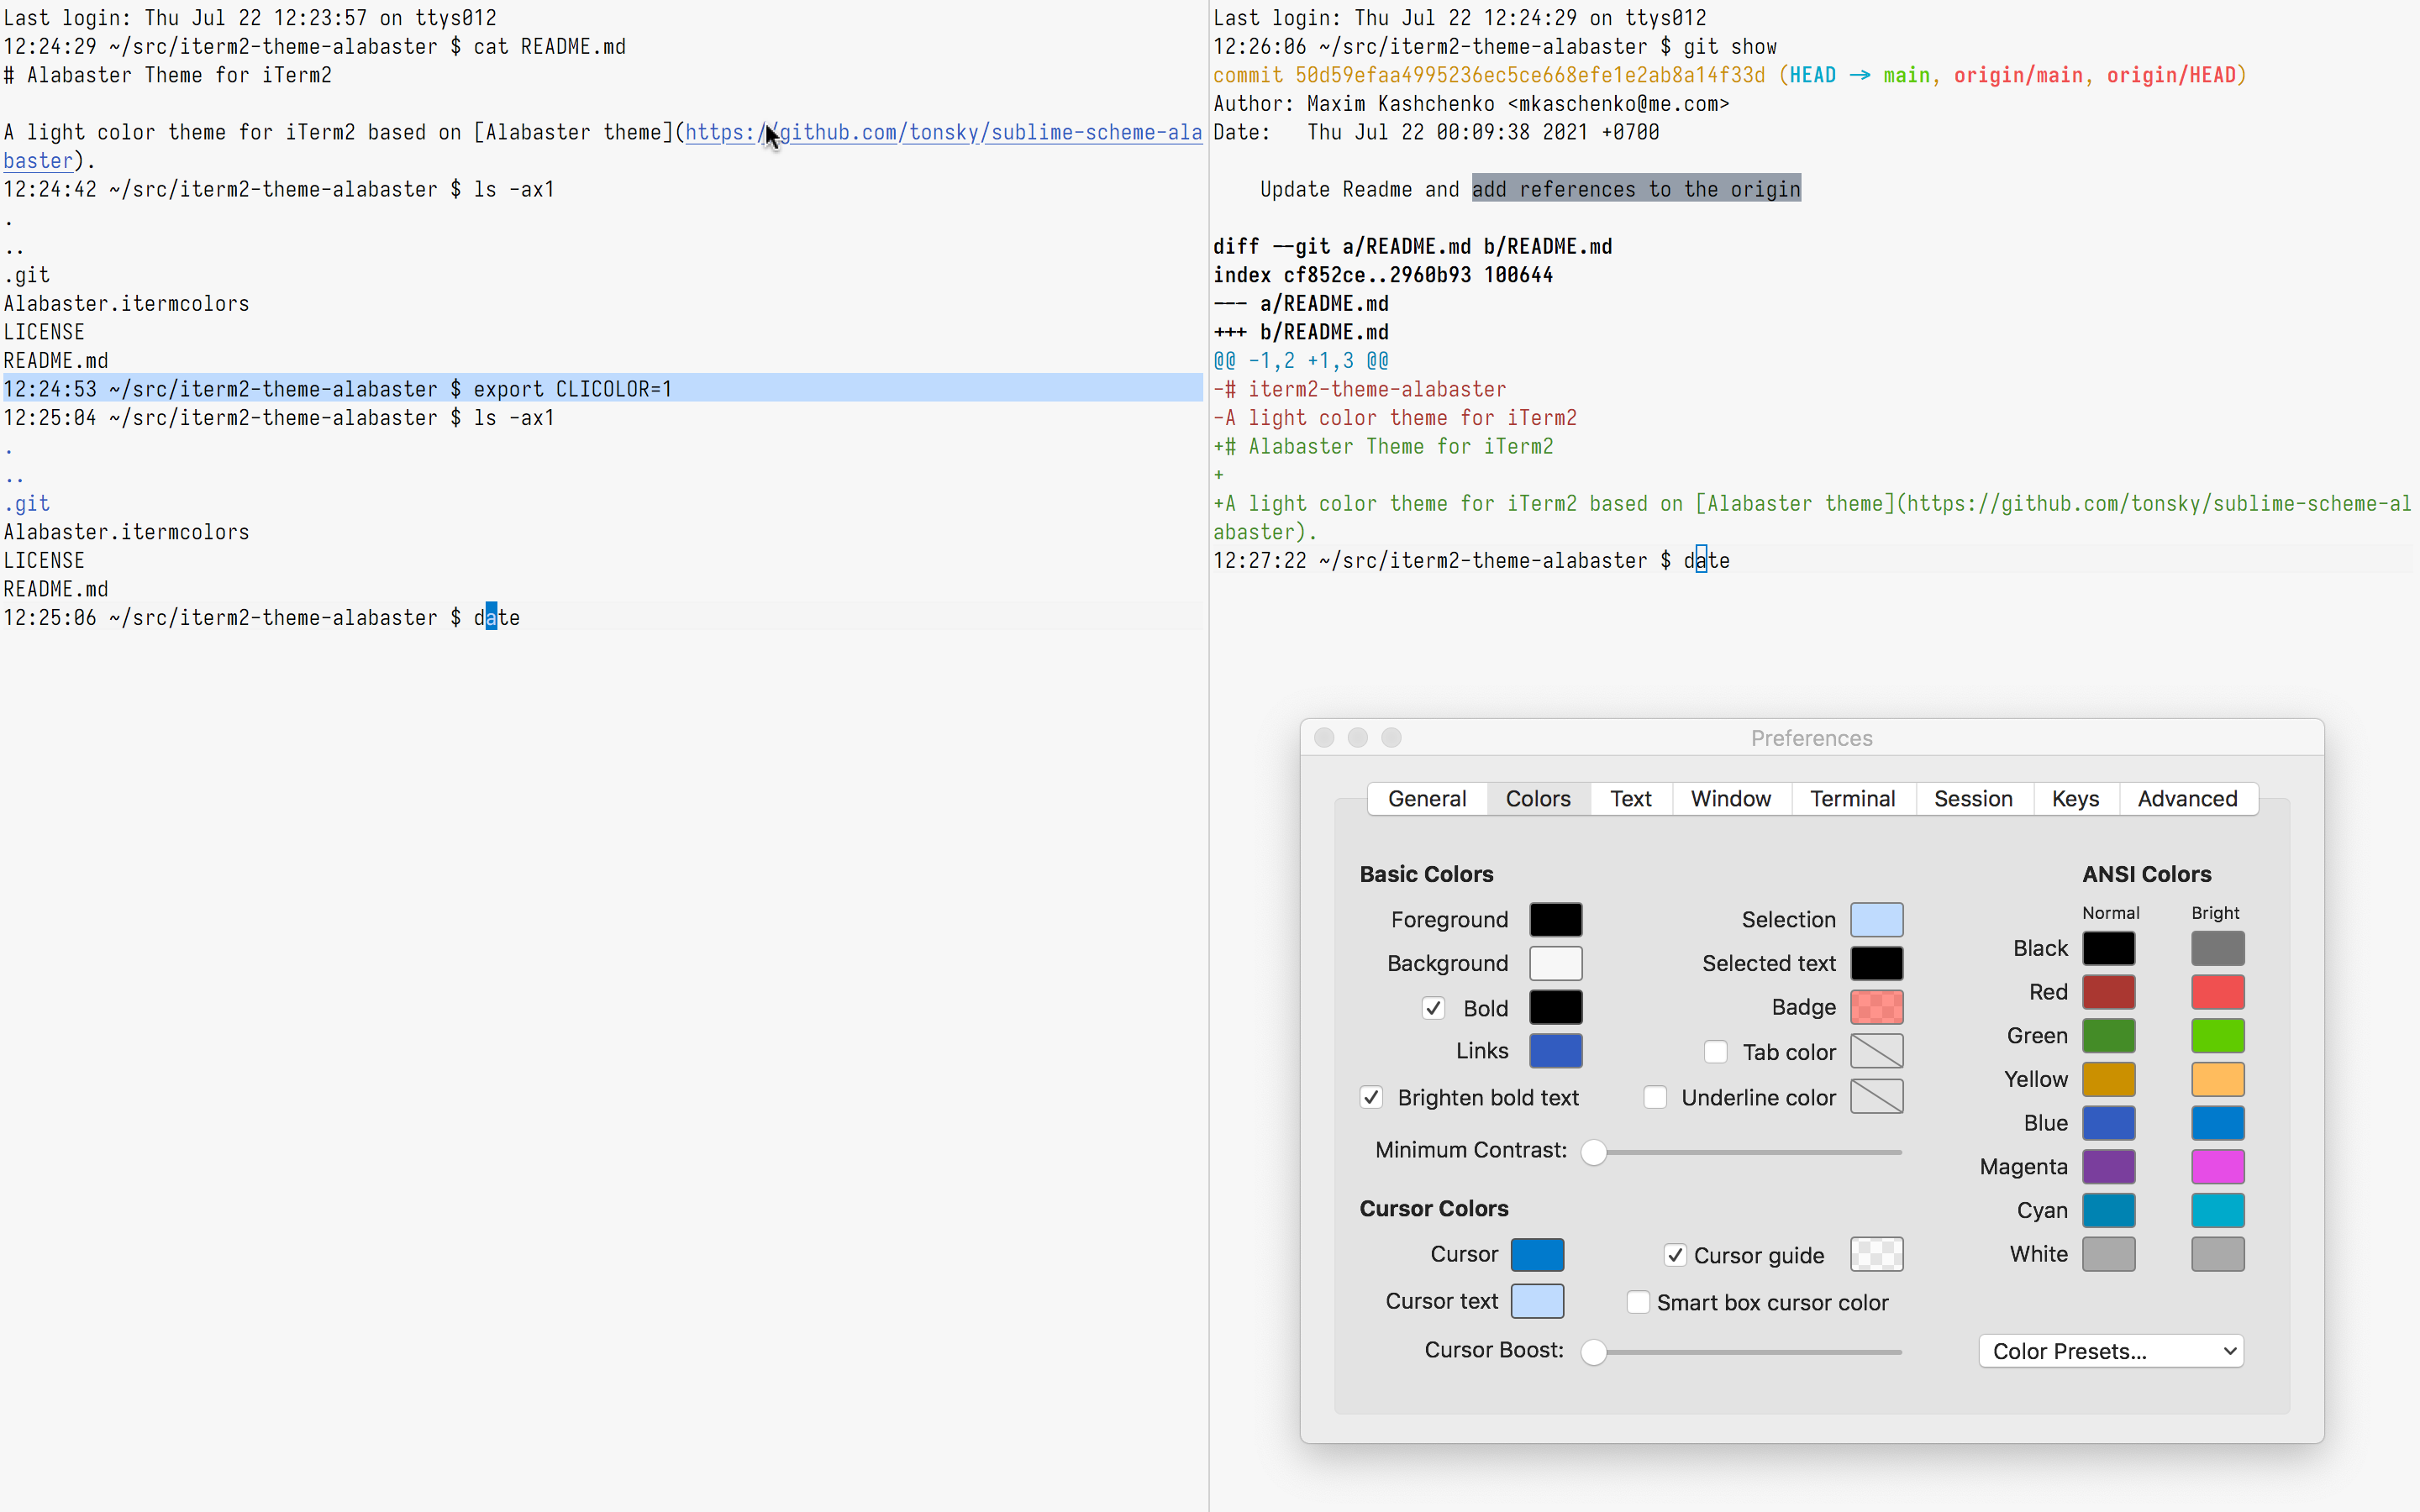 Last login: Thu Jul 22 12:23:57 on ttys012
12:24:29 ~/src/iterm2-theme-alabaster $ cat README.md
# Alabaster Theme for iTerm2
A light color theme for iTerm2 based on [Alabaster theme](https://github.com/tonsky/sublime-scheme-ala
baster).
12:24:42 ~/src/iterm2-theme-alabaster $ ls -ax1
.
..
.git
Alabaster.itermcolors
LICENSE
README.md
12:24:53 ~/src/iterm2-theme-alabaster $ export CLICOLOR=1
12:25:04 ~/src/iterm2-theme-alabaster $ ls -ax1
.
..
.git
Alabaster.itermcolors
LICENSE
README.md
12:25:06 ~/src/iterm2-theme-alabaster $ date
Last login: Thu Jul 22 12:24:29 on ttys012
12:26:06 ~/src/iterm2-theme-alabaster $ git show
commit 50d59efaa4995236ec5ce668efe1e2ab8a14f33d (HEAD -> main, origin/main, origin/HEAD)
Author: Maxim Kashchenko <mkaschenko@me.com>
Date:   Thu Jul 22 00:09:38 2021 +0700
Update Readme and add references to the origin
diff --git a/README.md b/README.md
index cf852ce..2960b93 100644
--- a/README.md
+++ b/README.md
@@ -1,2 +1,3 @@
-# iterm2-theme-alabaster
-A light color theme for iTerm2
+# Alabaster Theme for iTerm2
+
+A light color theme for iTerm2 based on [Alabaster theme](https://github.com/tonsky/sublime-scheme-al
abaster).
12:27:22 ~/src/iterm2-theme-alabaster $ date
Preferences
General Colors Text Window Terminal Session Keys Advanced
Basic Colors
Foreground
Background
Bold
Links
Brighten bold text
Selection
Selected text
Badge
Tab color
Underline color
Minimum Contrast:
Cursor Colors
Cursor
Cursor text
Cursor guide
Smart box cursor color
Cursor Boost:
ANSI Colors
Normal Bright
Black
Red
Green
Yellow
Blue
Magenta
Cyan
White
Color Presets...